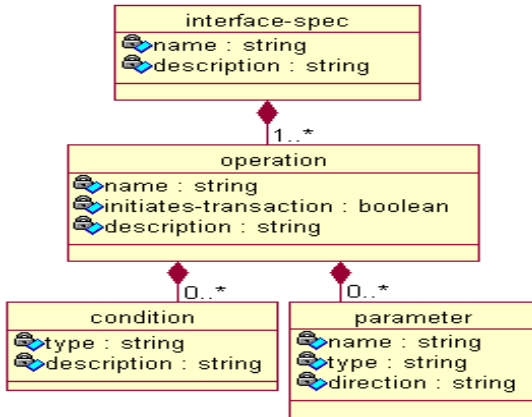 interface-spec
name : string
description : string
1..*
operation
name : string
initiates-transaction : boolean
description : string
0..*
0..*
condition
type : string
description : string
parameter
name : string
type : string
direction : string